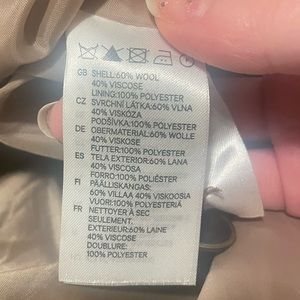 GB SHELL:60% WOOL
40% VISCOSE
LINING:100% POLYESTER
CZ SVRCHNÍ LÁTKA:60% VLNA
40% VISKÓZA
PODŠÍVKA:100% POLYESTER
DE OBERMATERIAL:60% WOLLE
40% VISKOSE
FUTTER:100% POLYESTER
ES TELA EXTERIOR:60% LANA
40% VISCOSA
FORRO:100% POLIÉSTER
FI PÄÄLLISKANGAS:
60% VILLAA 40% VISKOOSIA
VUORI:100% POLYESTERIÄ
FR NETTOYER À SEC
SEULEMENT.
EXTERIEUR:60% LAINE
40% VISCOSE
DOUBLURE:
100% POLYESTER